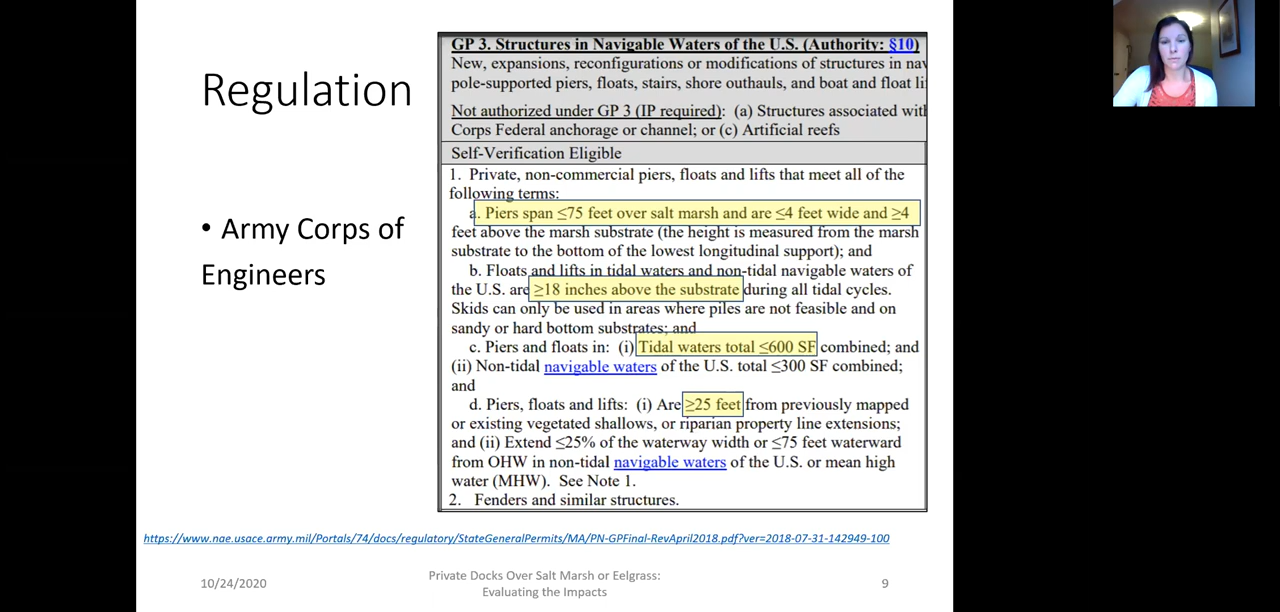 Regulation
• Army Corps of
Engineers
GP 3. Structures in Navigable Waters of the U.S. (Authority: §10)
New, expansions, reconfigurations or modifications of structures in
pole-supported piers, floats, stairs, shore outhauls, and boat and float
Not authorized under GP 3 (IP required): (a) Structures associated
Corps Federal anchorage or channel; or (c) Artificial reefs
Self-Verification Eligible
1. Private, non-commercial piers, floats and lifts that meet all of the
following terms:
a. Piers span ≤75 feet over salt marsh and are ≤4 feet wide and ≥4
feet above the marsh substrate (the height is measured from the marsh
substrate to the bottom of the lowest longitudinal support); and
b. Floats and lifts in tidal waters and non-tidal navigable waters of
the U.S. are ≥18 inches above the substrate during all tidal cycles.
Skids can only be used in areas where piles are not feasible and on
sandy or hard bottom substrates; and
c. Piers and floats in: (i) Tidal waters total ≤600 SF combined; and
(ii) Non-tidal navigable waters of the U.S. total ≤300 SF combined;
and
d. Piers, floats and lifts: (i) Are ≥25 feet from previously mapped
or existing vegetated shallows, or riparian property line extensions;
and (ii) Extend ≤25% of the waterway width or ≤75 feet waterward
from OHW in non-tidal navigable waters of the U.S. or mean high
water (MHW). See Note 1.
2. Fenders and similar structures.
https://www.nae.usace.army.mil/Portals/74/docs/regulatory/StateGeneralPermits/MA/PN-GPFinal-RevApril2018.pdf?ver=2018-07-31-142949-100
10/24/2020
Private Docks Over Salt Marsh or Eelgrass:
Evaluating the Impacts
9